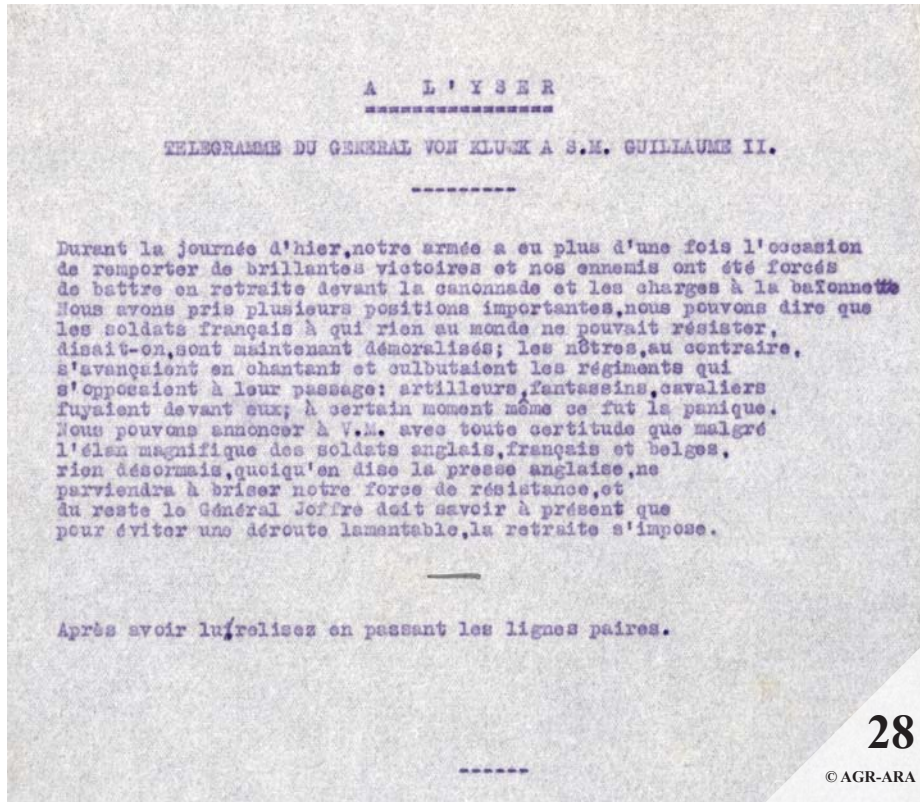 A L'YSER
TELEGRAMME DU GENERAL VON KLUCK A S.M. GUILLAUME II.
Durant la journée d'hier,notre armée a eu plus d'une fois l'occasion
de remporter de brillantes victoires et nos ennemis ont été forcés
de battre en retraite devant la canonnade et les charges à la baïonnette
Nous avons pris plusieurs positions importantes,nous pouvons dire que
les soldats français à qui rien au monde ne pouvait résister,
disait-on,sont maintenant démoralisés; les nôtres,au contraire,
s'avançaient en chantant et culbutaient les régiments qui
s'opposaient à leur passage: artilleurs,fantassins,cavaliers
fuyaient devant eux; à certain moment même ce fut la panique.
Nous pouvons annoncer à V.M. avec toute certitude que malgré
l'élan magnifique des soldats anglais,français et belges,
rien désormais,quoiqu'en dise la presse anglaise,ne
parviendra à briser notre force de résistance,et
du reste le Général Joffre doit savoir à présent que
pour éviter une déroute lamentable,la retraite s'impose.
Après avoir lu/relisez en passant les lignes paires.
28
© AGR-ARA